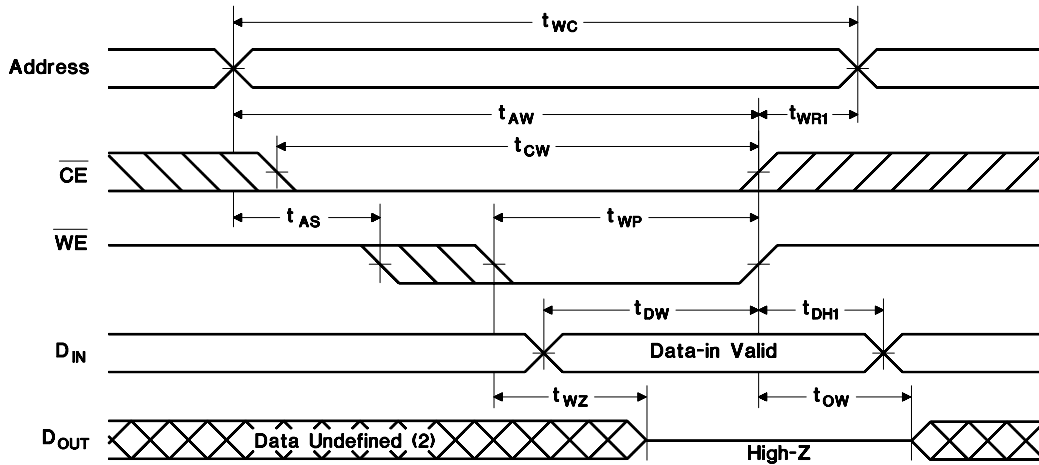 tWC
Address
tAW
tWR1
tCW
CE
tAS
tWP
WE
tDW
tDH1
DIN
Data-in Valid
tWZ
tOW
DOUT
Data Undefined (2)
High-Z